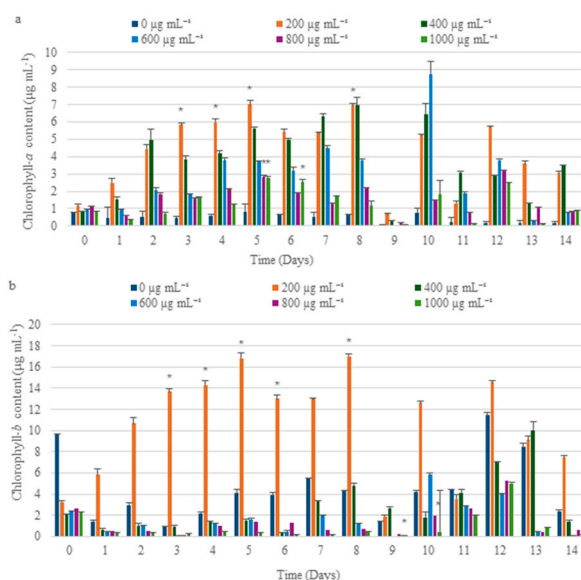 a
0 µg mL⁻¹ 200 µg mL⁻¹ 400 µg mL⁻¹
600 µg mL⁻¹ 800 µg mL⁻¹ 1000 µg mL⁻¹
Chlorophyll-a content (µg mL⁻¹)
10
9
8
7
6
5
4
3
2
1
0
* * * ** * *
0 1 2 3 4 5 6 7 8 9 10 11 12 13 14
Time (Days)
b
0 µg mL⁻¹ 200 µg mL⁻¹ 400 µg mL⁻¹
600 µg mL⁻¹ 800 µg mL⁻¹ 1000 µg mL⁻¹
Chlorophyll-b content (µg mL⁻¹)
20
18
16
14
12
10
8
6
4
2
0
* * * * * * *
0 1 2 3 4 5 6 7 8 9 10 11 12 13 14
Time (Days)